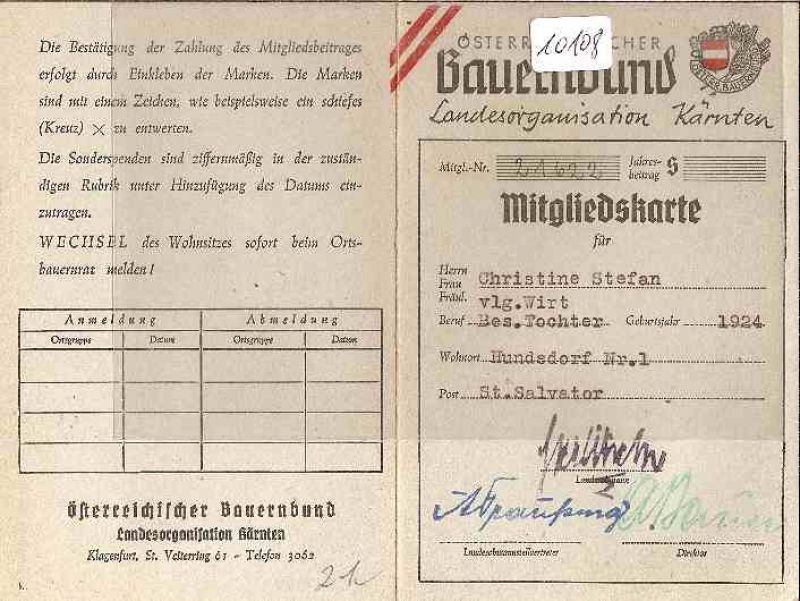 Die Bestätigung der Zahlung des Mitgliedsbeitrages
erfolgt durch Einkleben der Marken. Die Marken
sind mit einem Zeichen, wie beispielsweise ein schiefes
(Kreuz) X zu entwerten.
Die Sonderspenden sind ziffernmäßig in der zustän-
digen Rubrik unter Hinzufügung des Datums ein-
zutragen.
WECHSEL des Wohnsitzes sofort beim Orts-
bauernrat melden!
Anmeldung Abmeldung
Ortsgruppe Datum Ortsgruppe Datum
Österreichischer Bauernbund
Landesorganisation Kärnten
Klagenfurt, St. Veiterring 61 - Telefon 3062
10108
Bauernbund
Landesorganisation Kärnten
Mitgl.-Nr. 21622 Jahres-
beitrag S
Mitgliedskarte
für
Herrn
Frau Christine Stefan
Fräul. vlg.Wirt
Beruf Bes.Tochter Geburtsjahr 1924
Wohnort Hundsdorf Nr.1
Post St.Salvator
Landesobmannstellvertreter Direktor